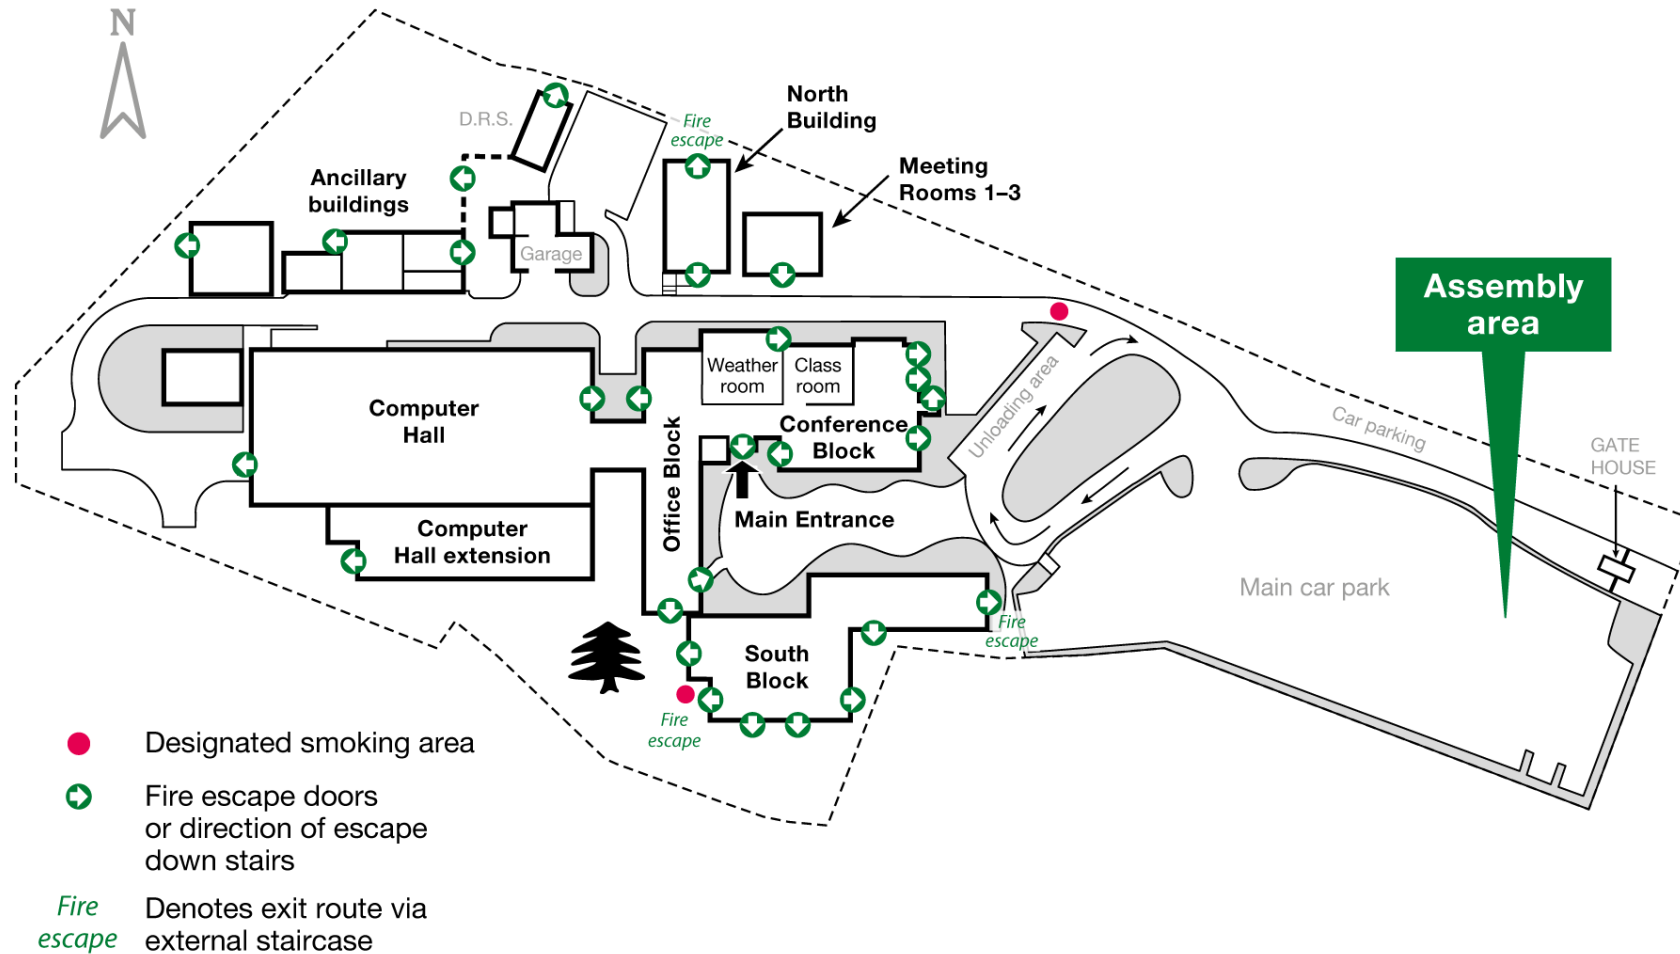 N
D.R.S.
Fire
escape
North
Building
Meeting
Rooms 1–3
Ancillary
buildings
Garage
Assembly
area
Weather
room
Class
room
Computer
Hall
Office Block
Conference
Block
Unloading area
Car parking
GATE
HOUSE
Main Entrance
Computer
Hall extension
Main car park
Fire
escape
South
Block
Fire
escape
Designated smoking area
Fire escape doors
or direction of escape
down stairs
Fire
escape
Denotes exit route via
external staircase